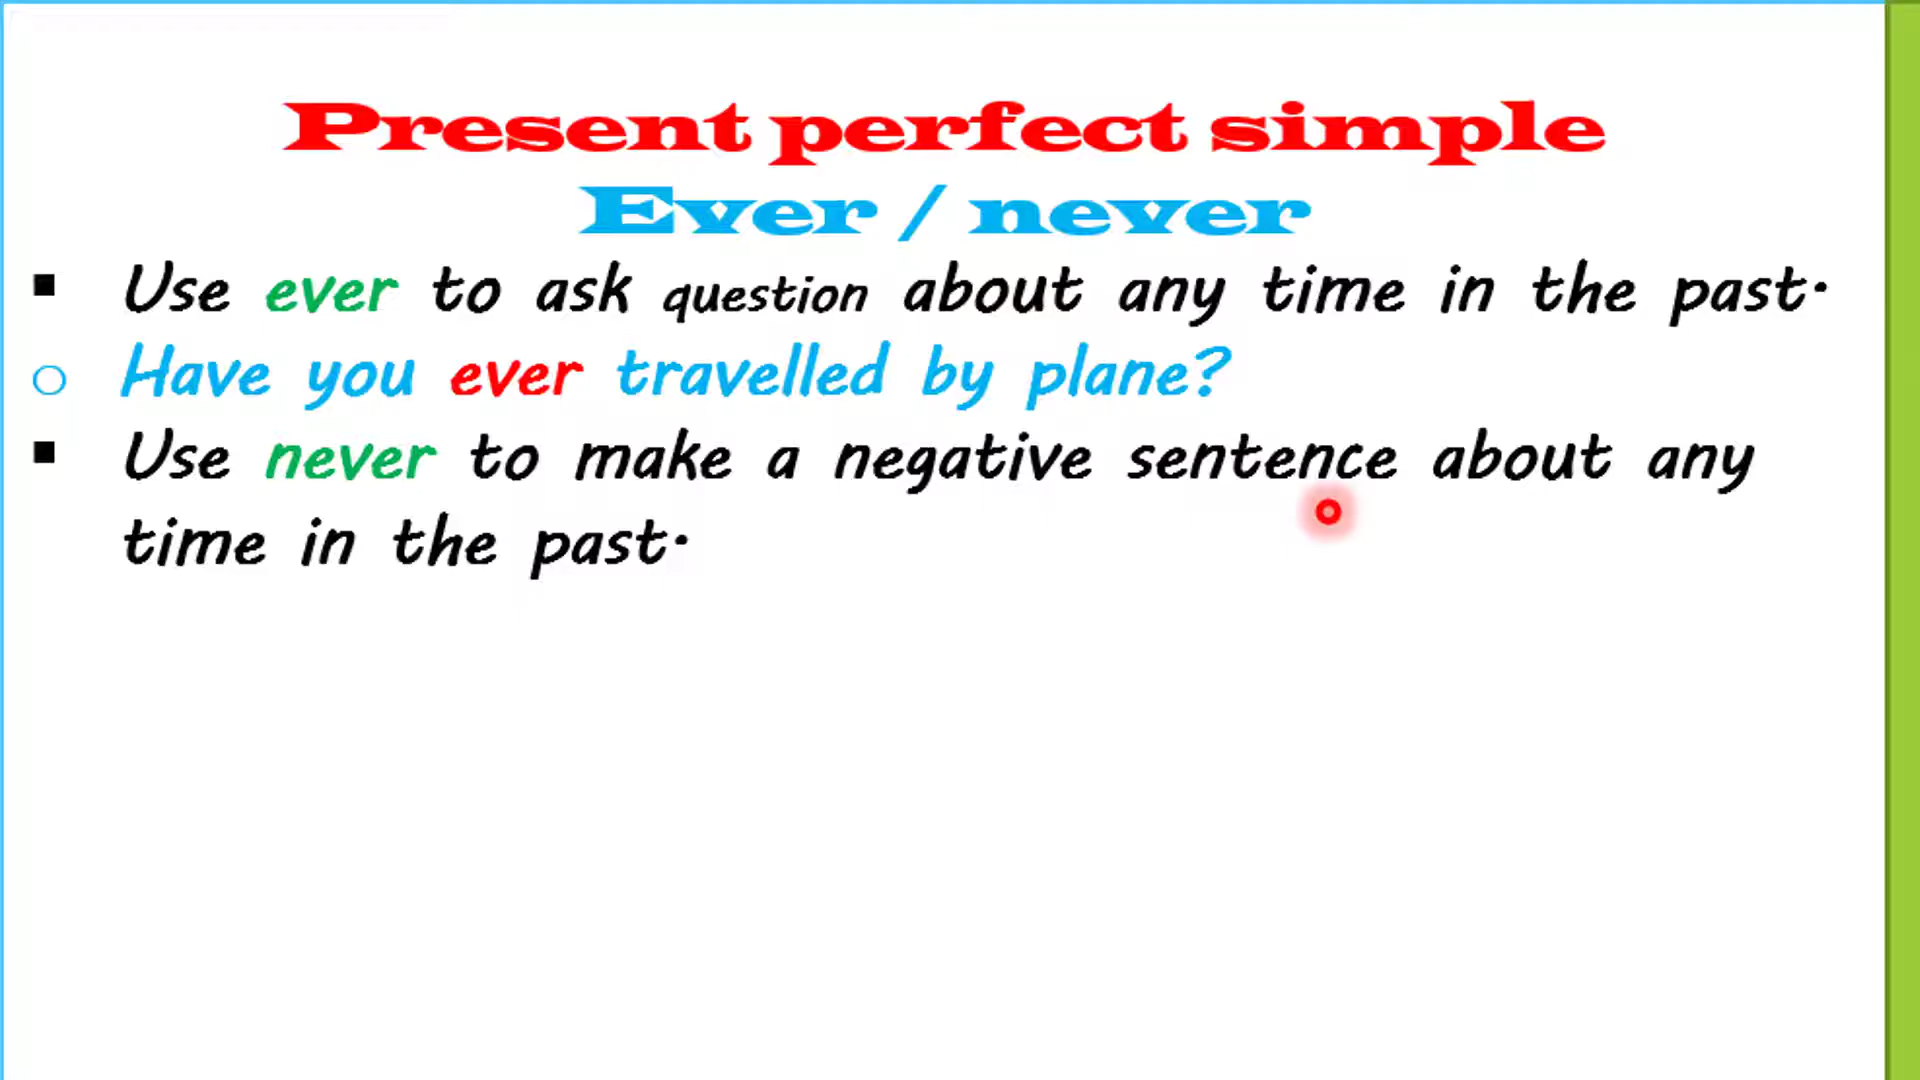 Present perfect simple
Ever / never
▪ Use ever to ask question about any time in the past.
o Have you ever travelled by plane?
▪ Use never to make a negative sentence about any
time in the past.